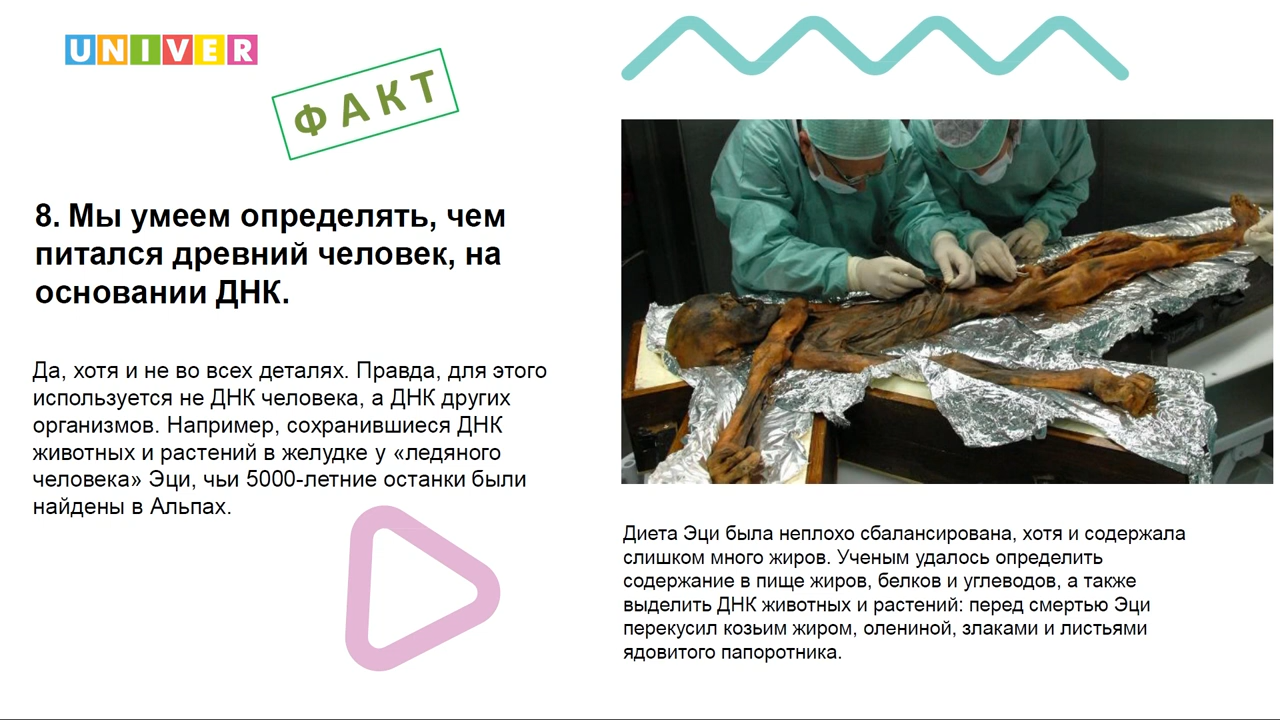 UNIVER
ФАКТ
8. Мы умеем определять, чем
питался древний человек, на
основании ДНК.
Да, хотя и не во всех деталях. Правда, для этого
используется не ДНК человека, а ДНК других
организмов. Например, сохранившиеся ДНК
животных и растений в желудке у «ледяного
человека» Эци, чьи 5000-летние останки были
найдены в Альпах.
Диета Эци была неплохо сбалансирована, хотя и содержала
слишком много жиров. Ученым удалось определить
содержание в пище жиров, белков и углеводов, а также
выделить ДНК животных и растений: перед смертью Эци
перекусил козьим жиром, олениной, злаками и листьями
ядовитого папоротника.